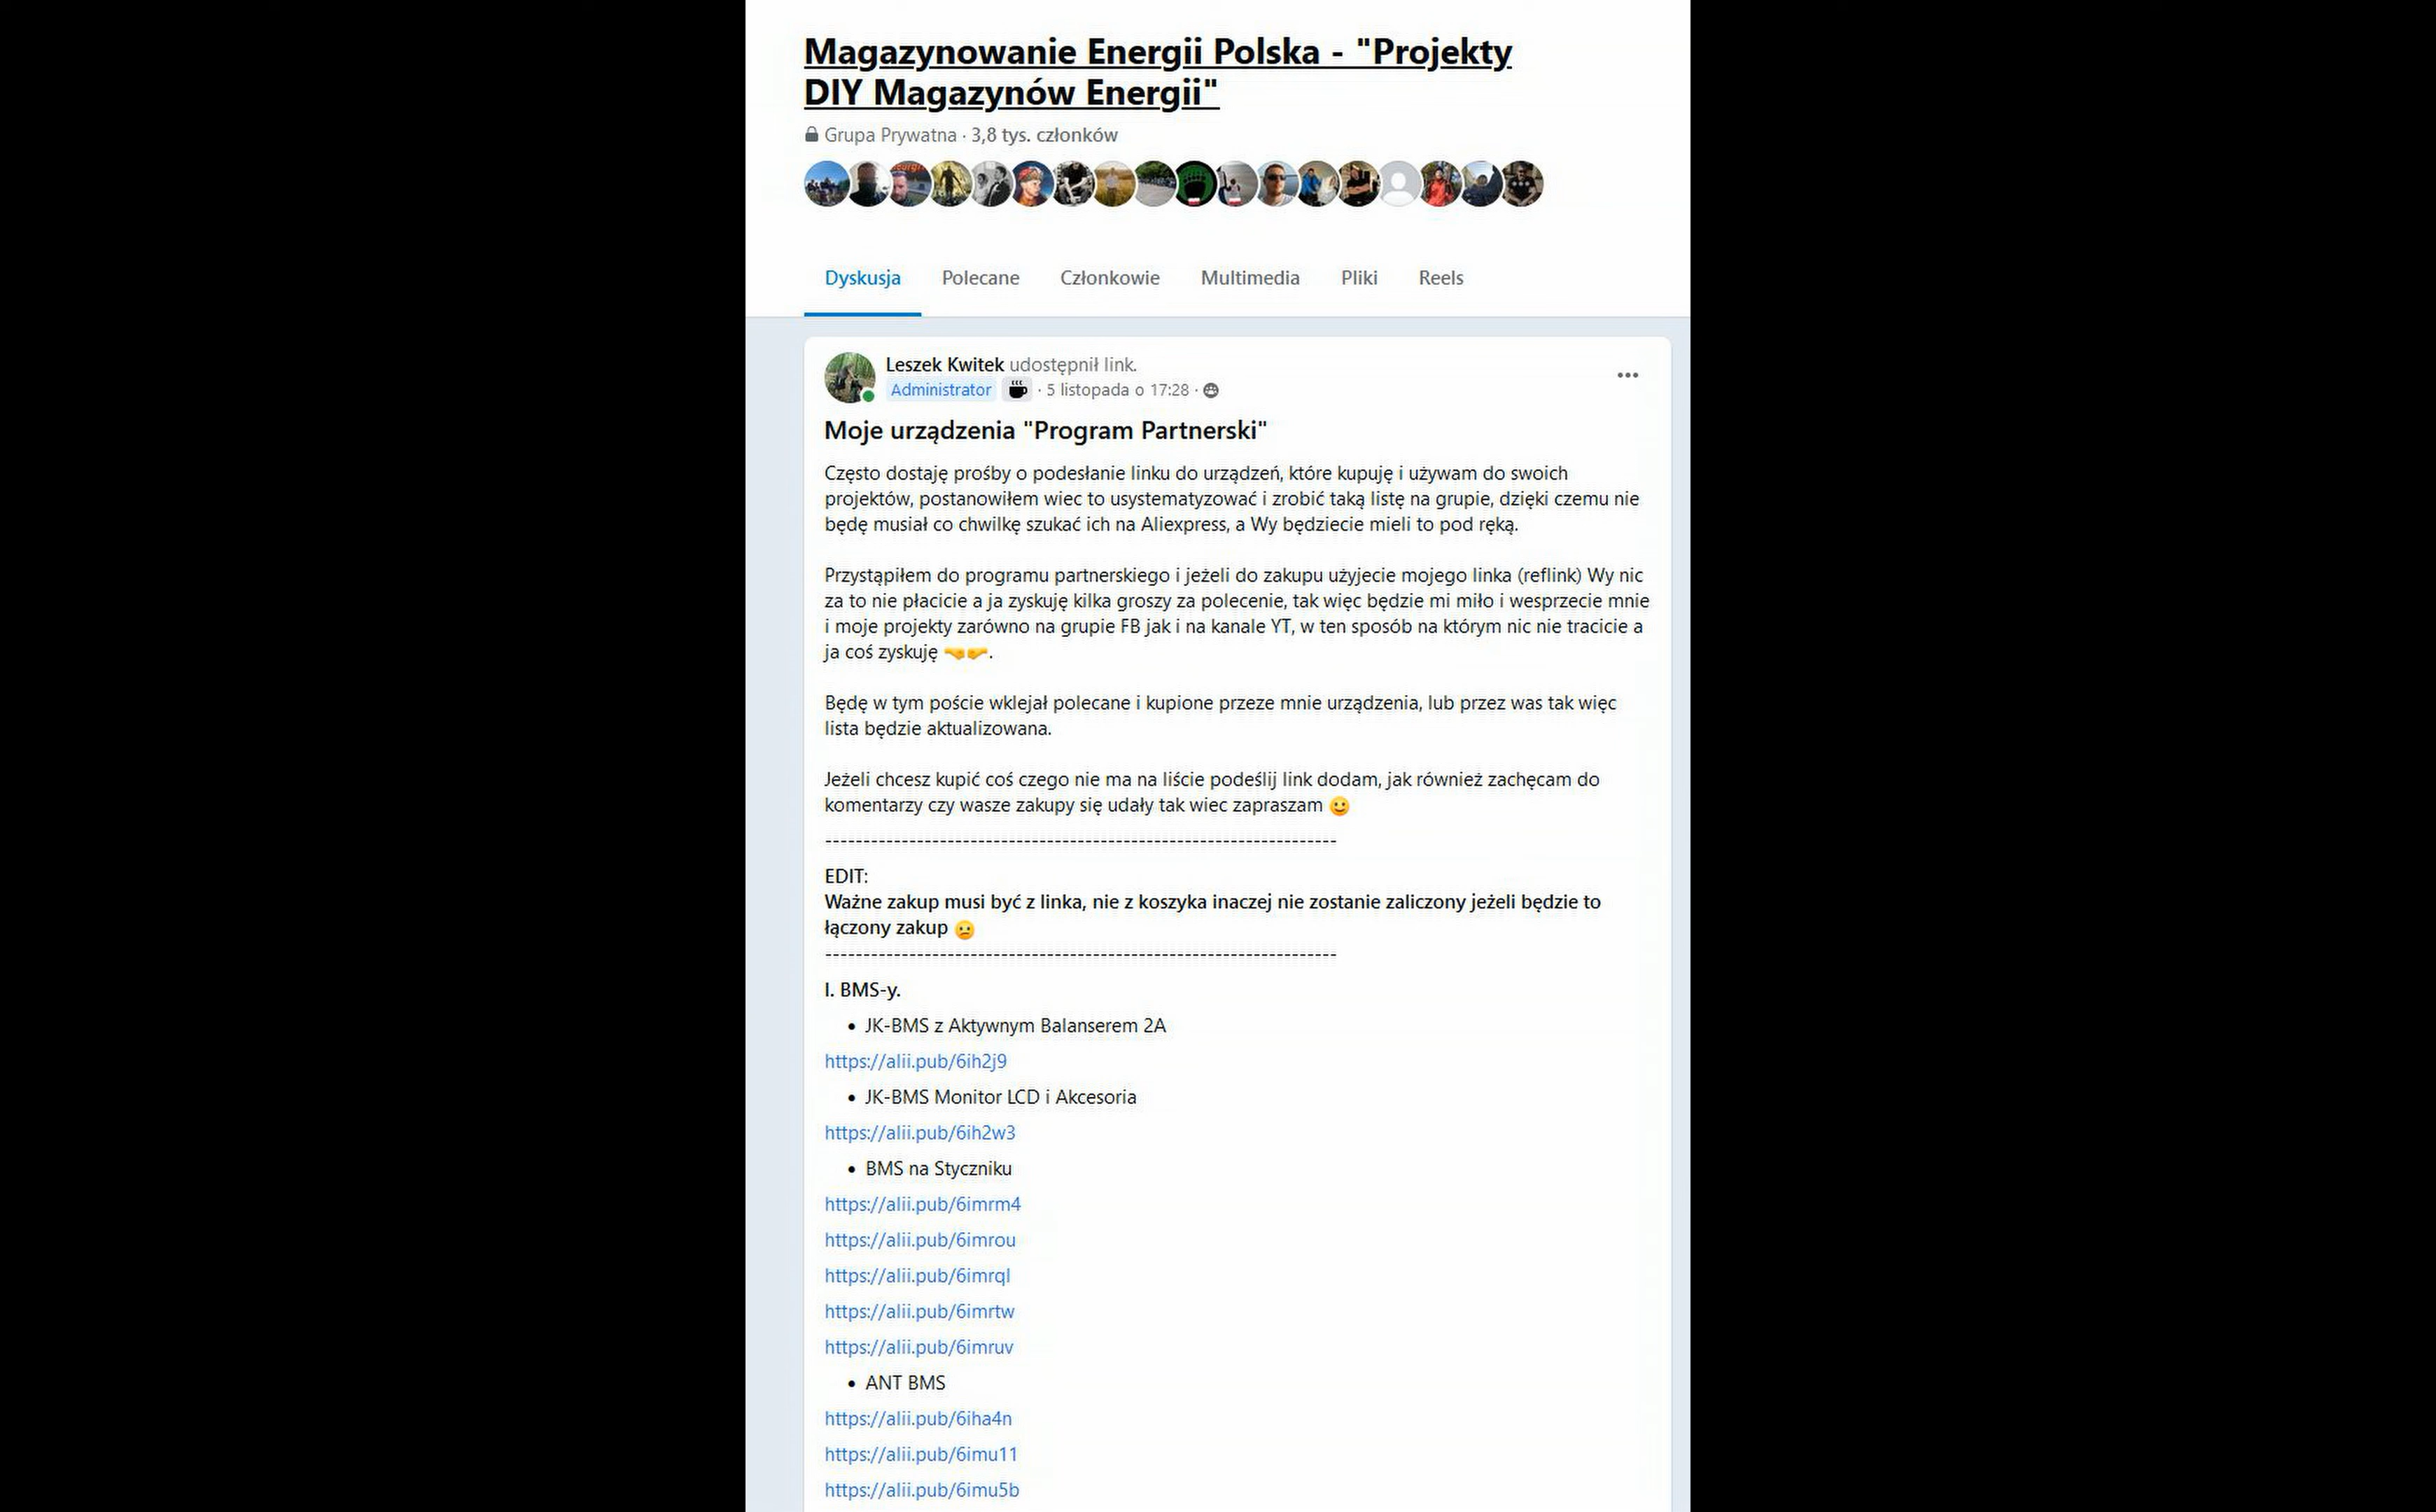 Magazynowanie Energii Polska - "Projekty
DIY Magazynów Energii"
Grupa Prywatna · 3,8 tys. członków
Dyskusja Polecane Członkowie Multimedia Pliki Reels
Leszek Kwitek udostępnił link.
Administrator · 5 listopada o 17:28 ·
Moje urządzenia "Program Partnerski"
Często dostaję prośby o podesłanie linku do urządzeń, które kupuję i używam do swoich
projektów, postanowiłem wiec to usystematyzować i zrobić taką listę na grupie, dzięki czemu nie
będę musiał co chwilkę szukać ich na Aliexpress, a Wy będziecie mieli to pod ręką.
Przystąpiłem do programu partnerskiego i jeżeli do zakupu użyjecie mojego linka (reflink) Wy nic
za to nie płacicie a ja zyskuję kilka groszy za polecenie, tak więc będzie mi miło i wesprzecie mnie
i moje projekty zarówno na grupie FB jak i na kanale YT, w ten sposób na którym nic nie tracicie a
ja coś zyskuję 🤜🤛.
Będę w tym poście wklejał polecane i kupione przeze mnie urządzenia, lub przez was tak więc
lista będzie aktualizowana.
Jeżeli chcesz kupić coś czego nie ma na liście podeślij link dodam, jak również zachęcam do
komentarzy czy wasze zakupy się udały tak wiec zapraszam 🙂
--------------------------------------------------------------------
EDIT:
Ważne zakup musi być z linka, nie z koszyka inaczej nie zostanie zaliczony jeżeli będzie to
łączony zakup 😕
--------------------------------------------------------------------
I. BMS-y.
• JK-BMS z Aktywnym Balanserem 2A
https://alii.pub/6ih2j9
• JK-BMS Monitor LCD i Akcesoria
https://alii.pub/6ih2w3
• BMS na Styczniku
https://alii.pub/6imrm4
https://alii.pub/6imrou
https://alii.pub/6imrql
https://alii.pub/6imrtw
https://alii.pub/6imruv
• ANT BMS
https://alii.pub/6iha4n
https://alii.pub/6imu11
https://alii.pub/6imu5b